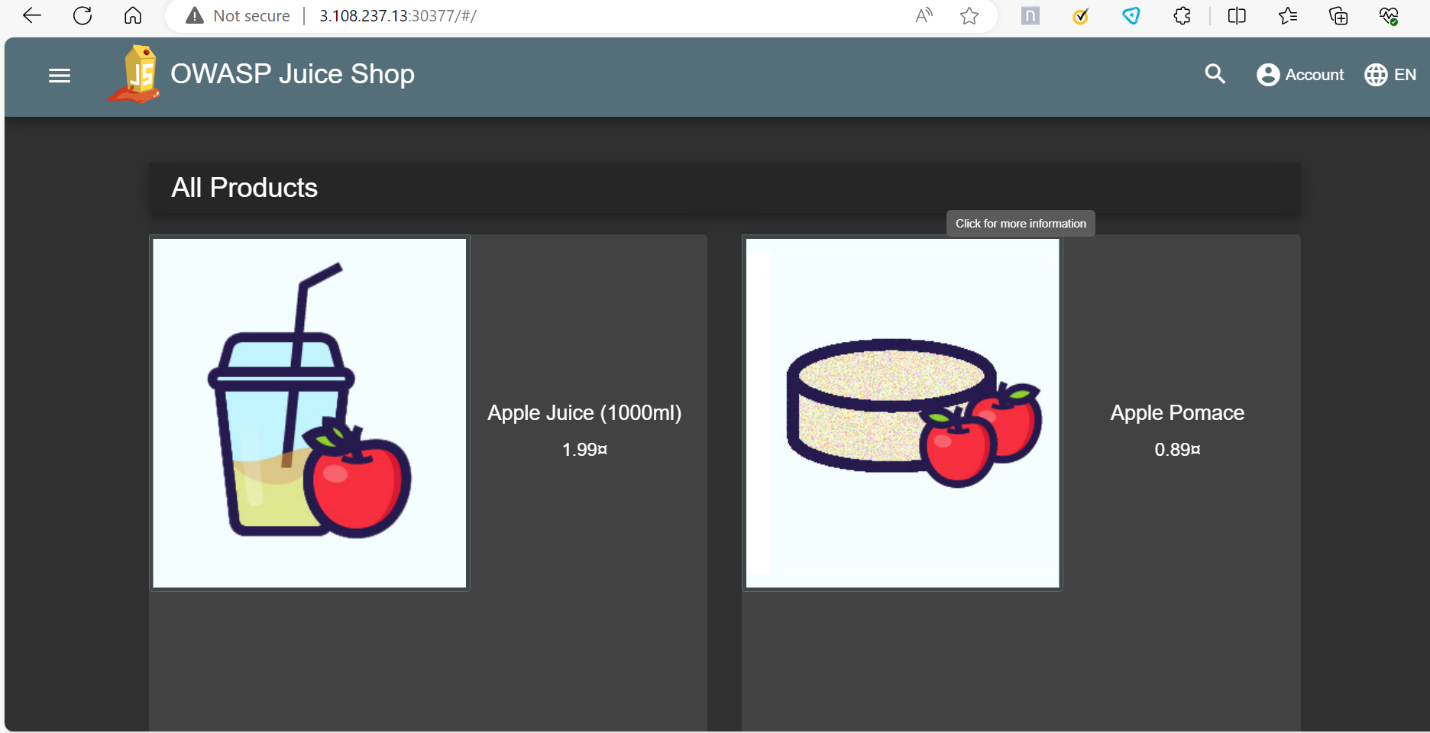 Not secure | 3.108.237.13:30377/#/
OWASP Juice Shop
Account
EN
All Products
Click for more information
Apple Juice (1000ml)
1.99¤
Apple Pomace
0.89¤
JS